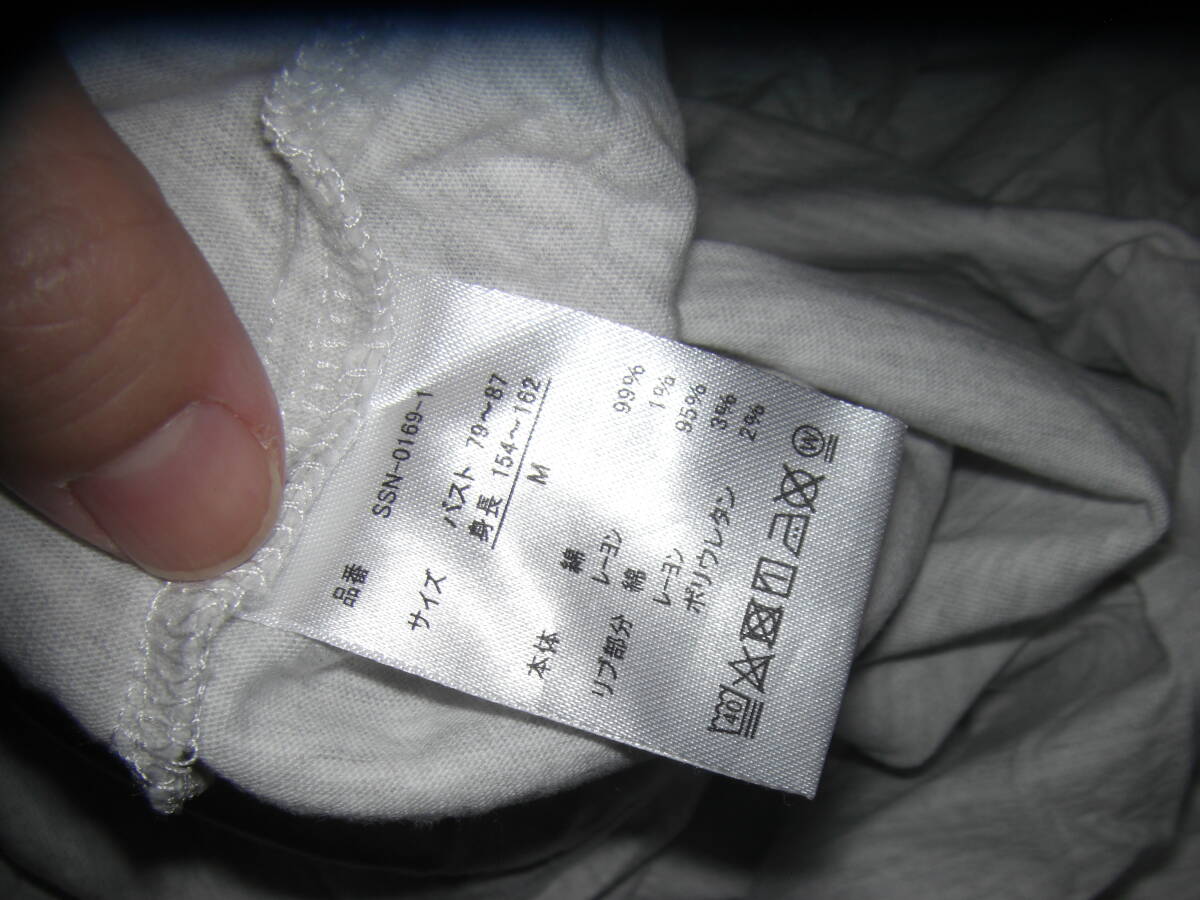 品番 SSN-0169-1
サイズ バスト 79～87
身長 154～162
M
本体 綿 99%
レーヨン 1%
リブ部分 綿 95%
レーヨン 3%
ポリウレタン 2%
40 W